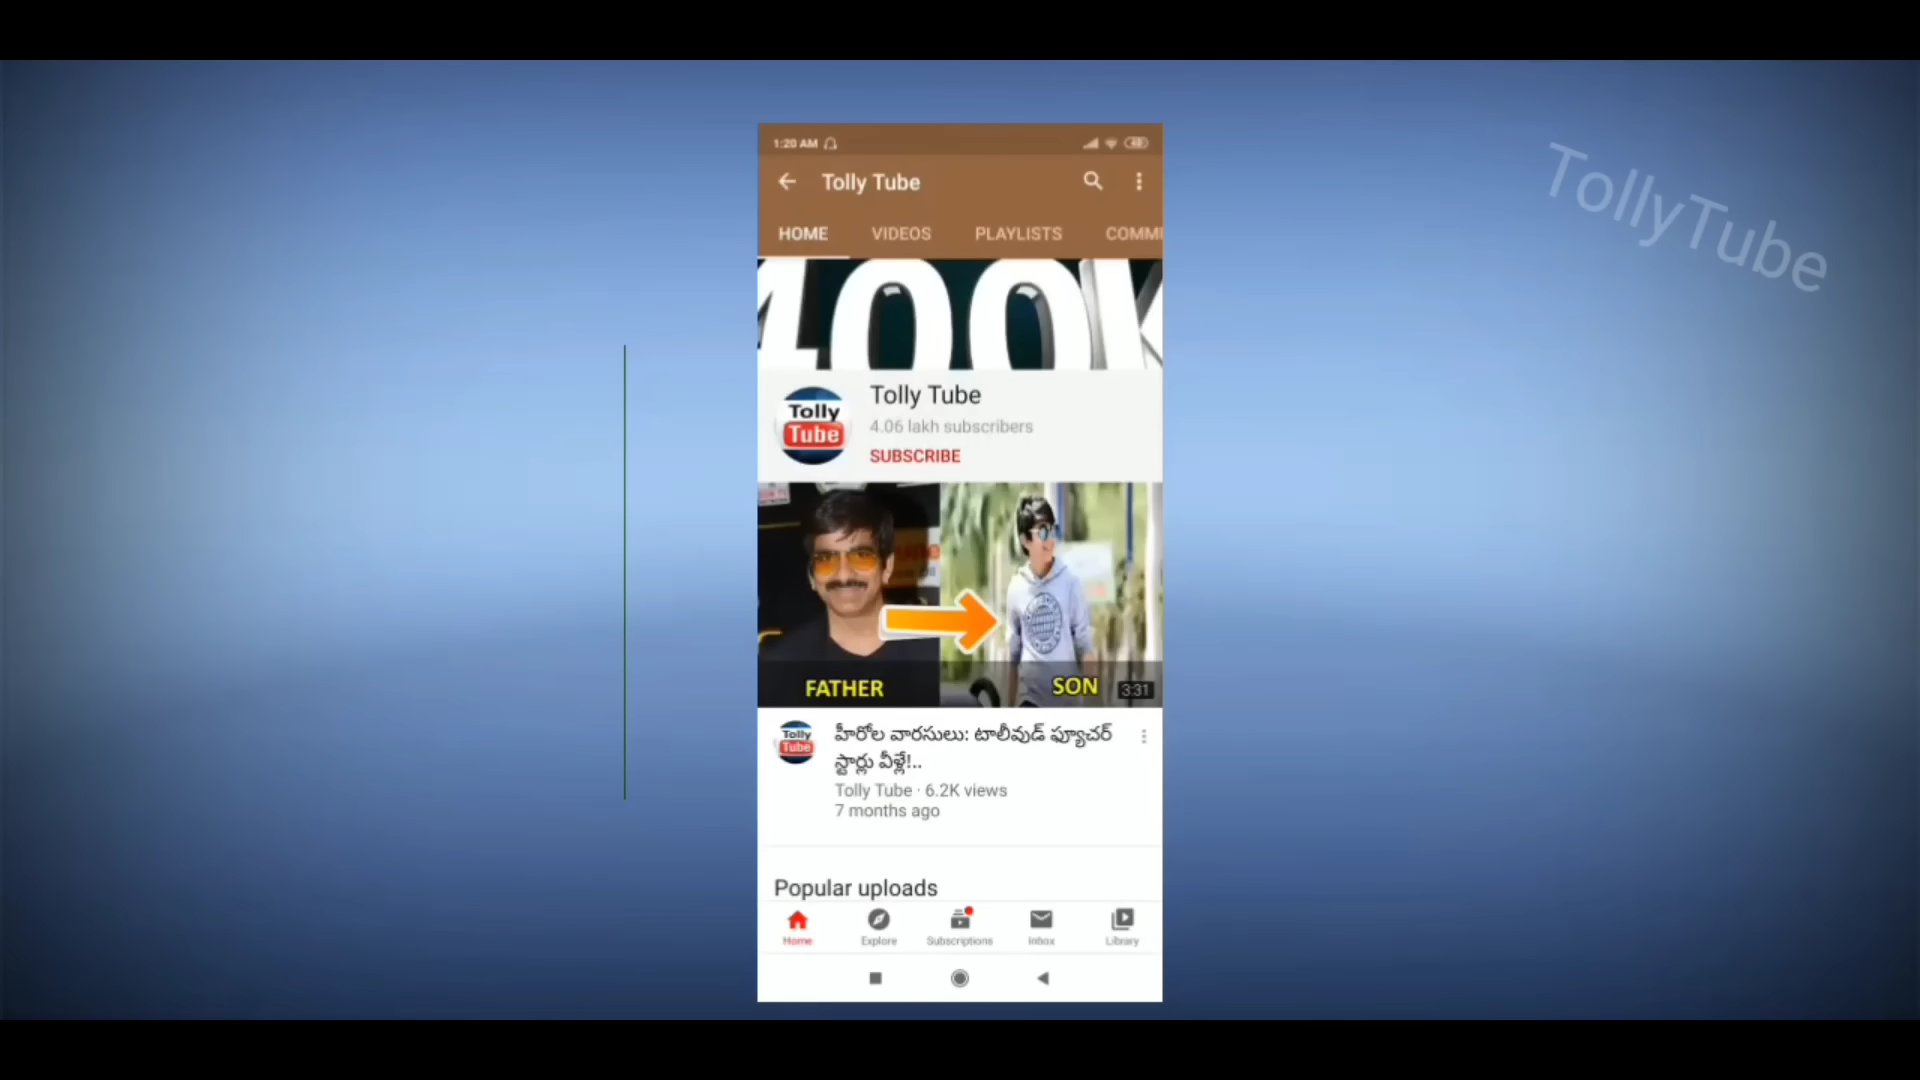 TollyTube
1:20 AM
Tolly Tube
HOME VIDEOS PLAYLISTS COMM
400K
Tolly
Tube
Tolly Tube
4.06 lakh subscribers
SUBSCRIBE
FATHER
SON
3:31
Tolly
Tube
హీరోల వారసులు: టాలీవుడ్ ఫ్యూచర్
స్టార్లు వీళ్లే!..
Tolly Tube · 6.2K views
7 months ago
Popular uploads
Home Explore Subscriptions Inbox Library